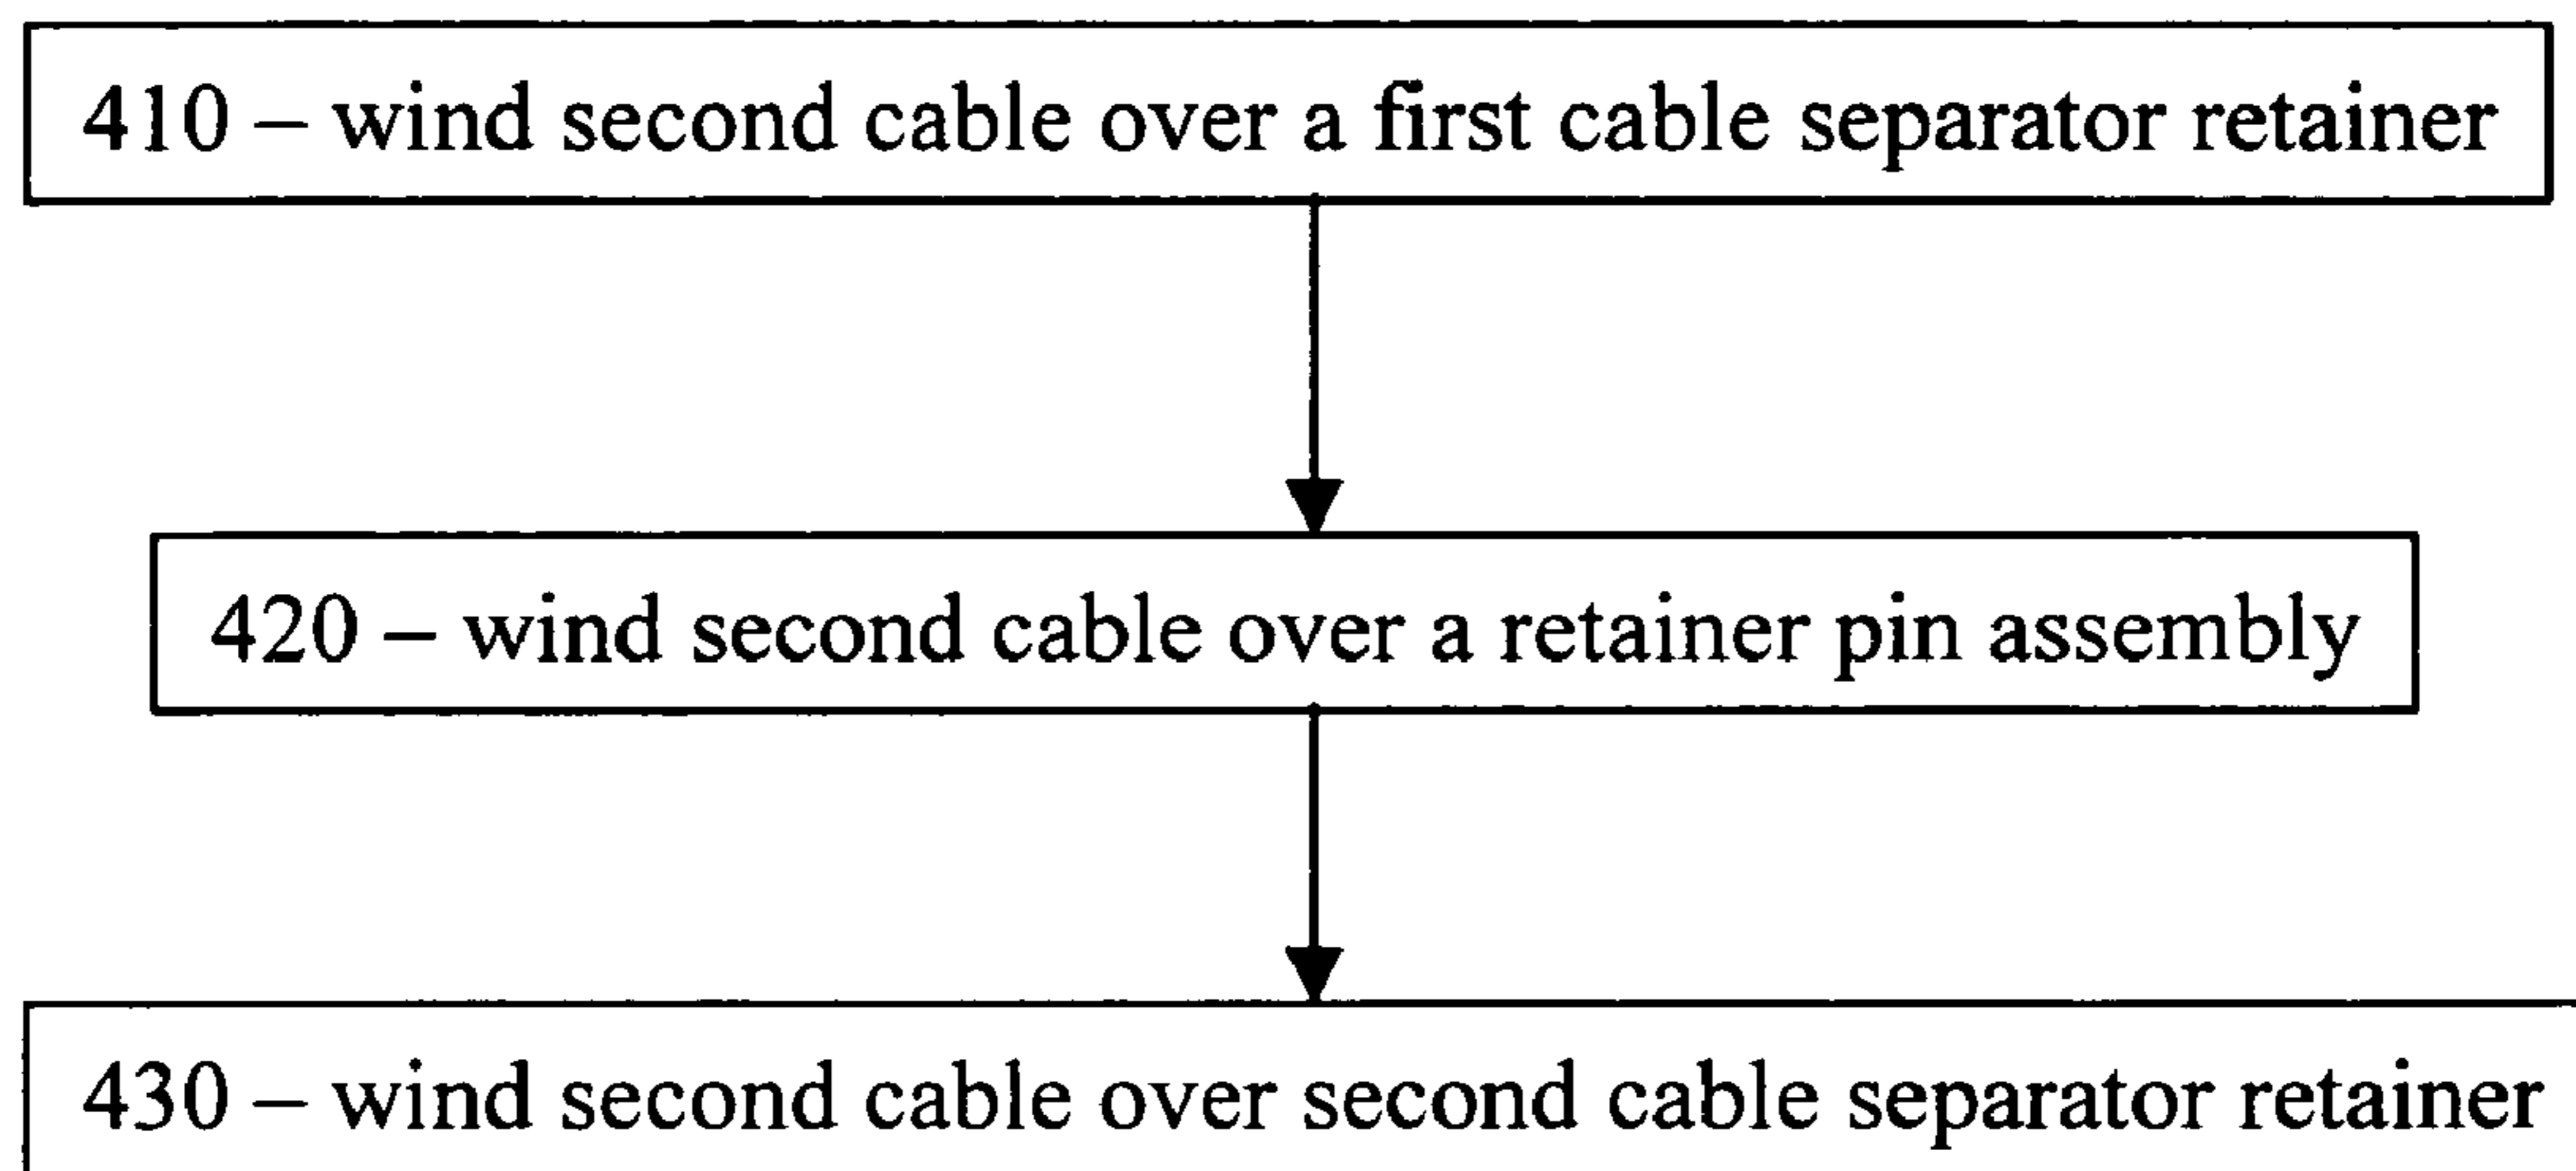 410 – wind second cable over a first cable separator retainer
420 – wind second cable over a retainer pin assembly
430 – wind second cable over second cable separator retainer